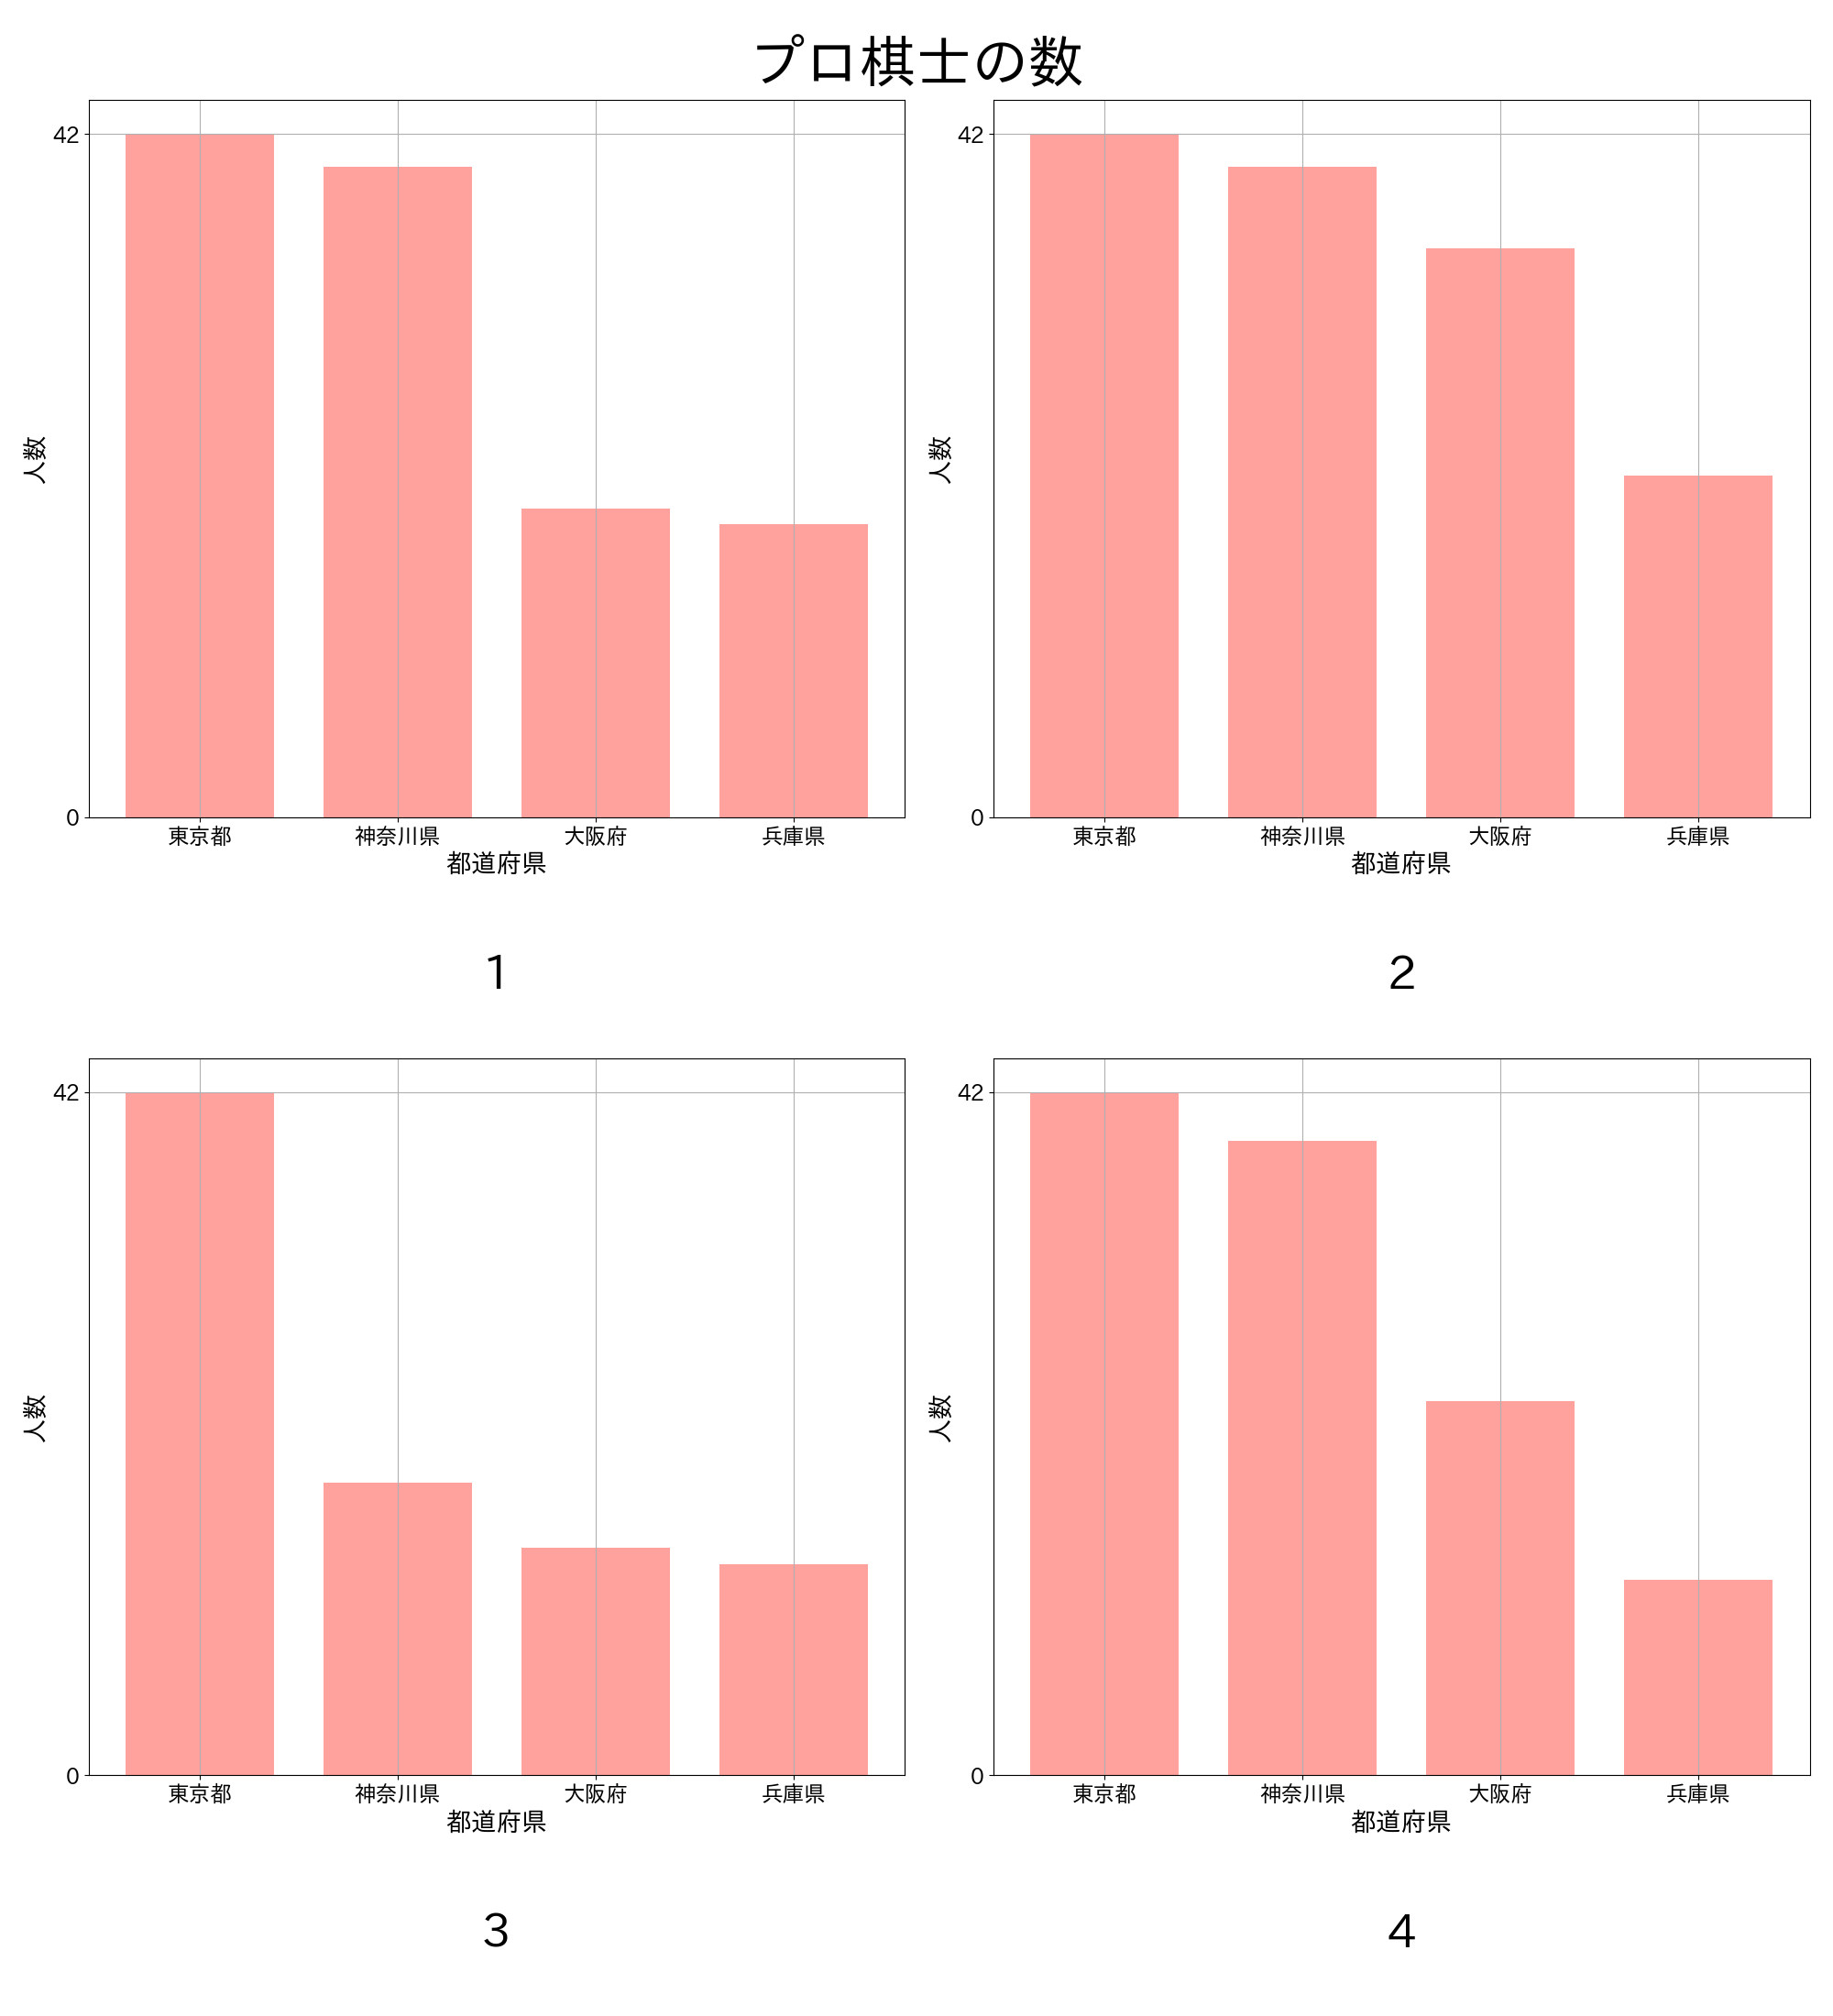 プロ棋士の数
42
0
人数
東京都 神奈川県 大阪府 兵庫県
都道府県
1
42
0
人数
東京都 神奈川県 大阪府 兵庫県
都道府県
2
42
0
人数
東京都 神奈川県 大阪府 兵庫県
都道府県
3
42
0
人数
東京都 神奈川県 大阪府 兵庫県
都道府県
4